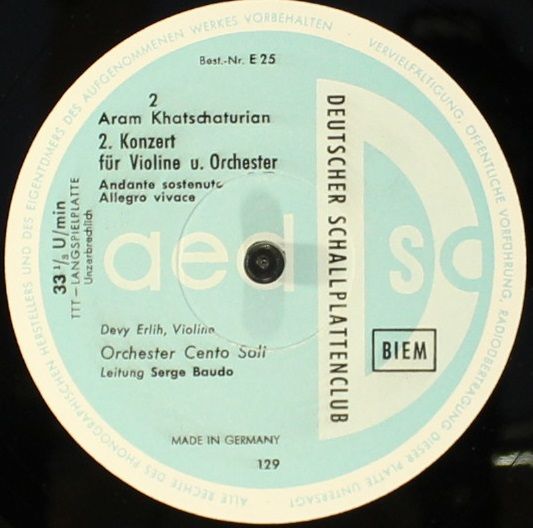 Best.-Nr. E 25
2
Aram Khatschaturian
2. Konzert
für Violine u. Orchester
Andante sostenuto
Allegro vivace
33 1/3 U/min
TTT—LANGSPIELPLATTE
Unzerbrechlich
DEUTSCHER SCHALLPLATTENCLUB
BIEM
Devy Erlih, Violine
Orchester Cento Soli
Leitung Serge Baudo
MADE IN GERMANY
129
ALLE RECHTE DES PHONOGRAPHISCHEN HERSTELLERS UND DES EIGENTÜMERS DES AUFGENOMMENEN WERKES VORBEHALTEN
VERVIELFÄLTIGUNG, ÖFFENTLICHE VORFÜHRUNG, RADIOÜBERTRAGUNG DIESER PLATTE UNTERSAGT